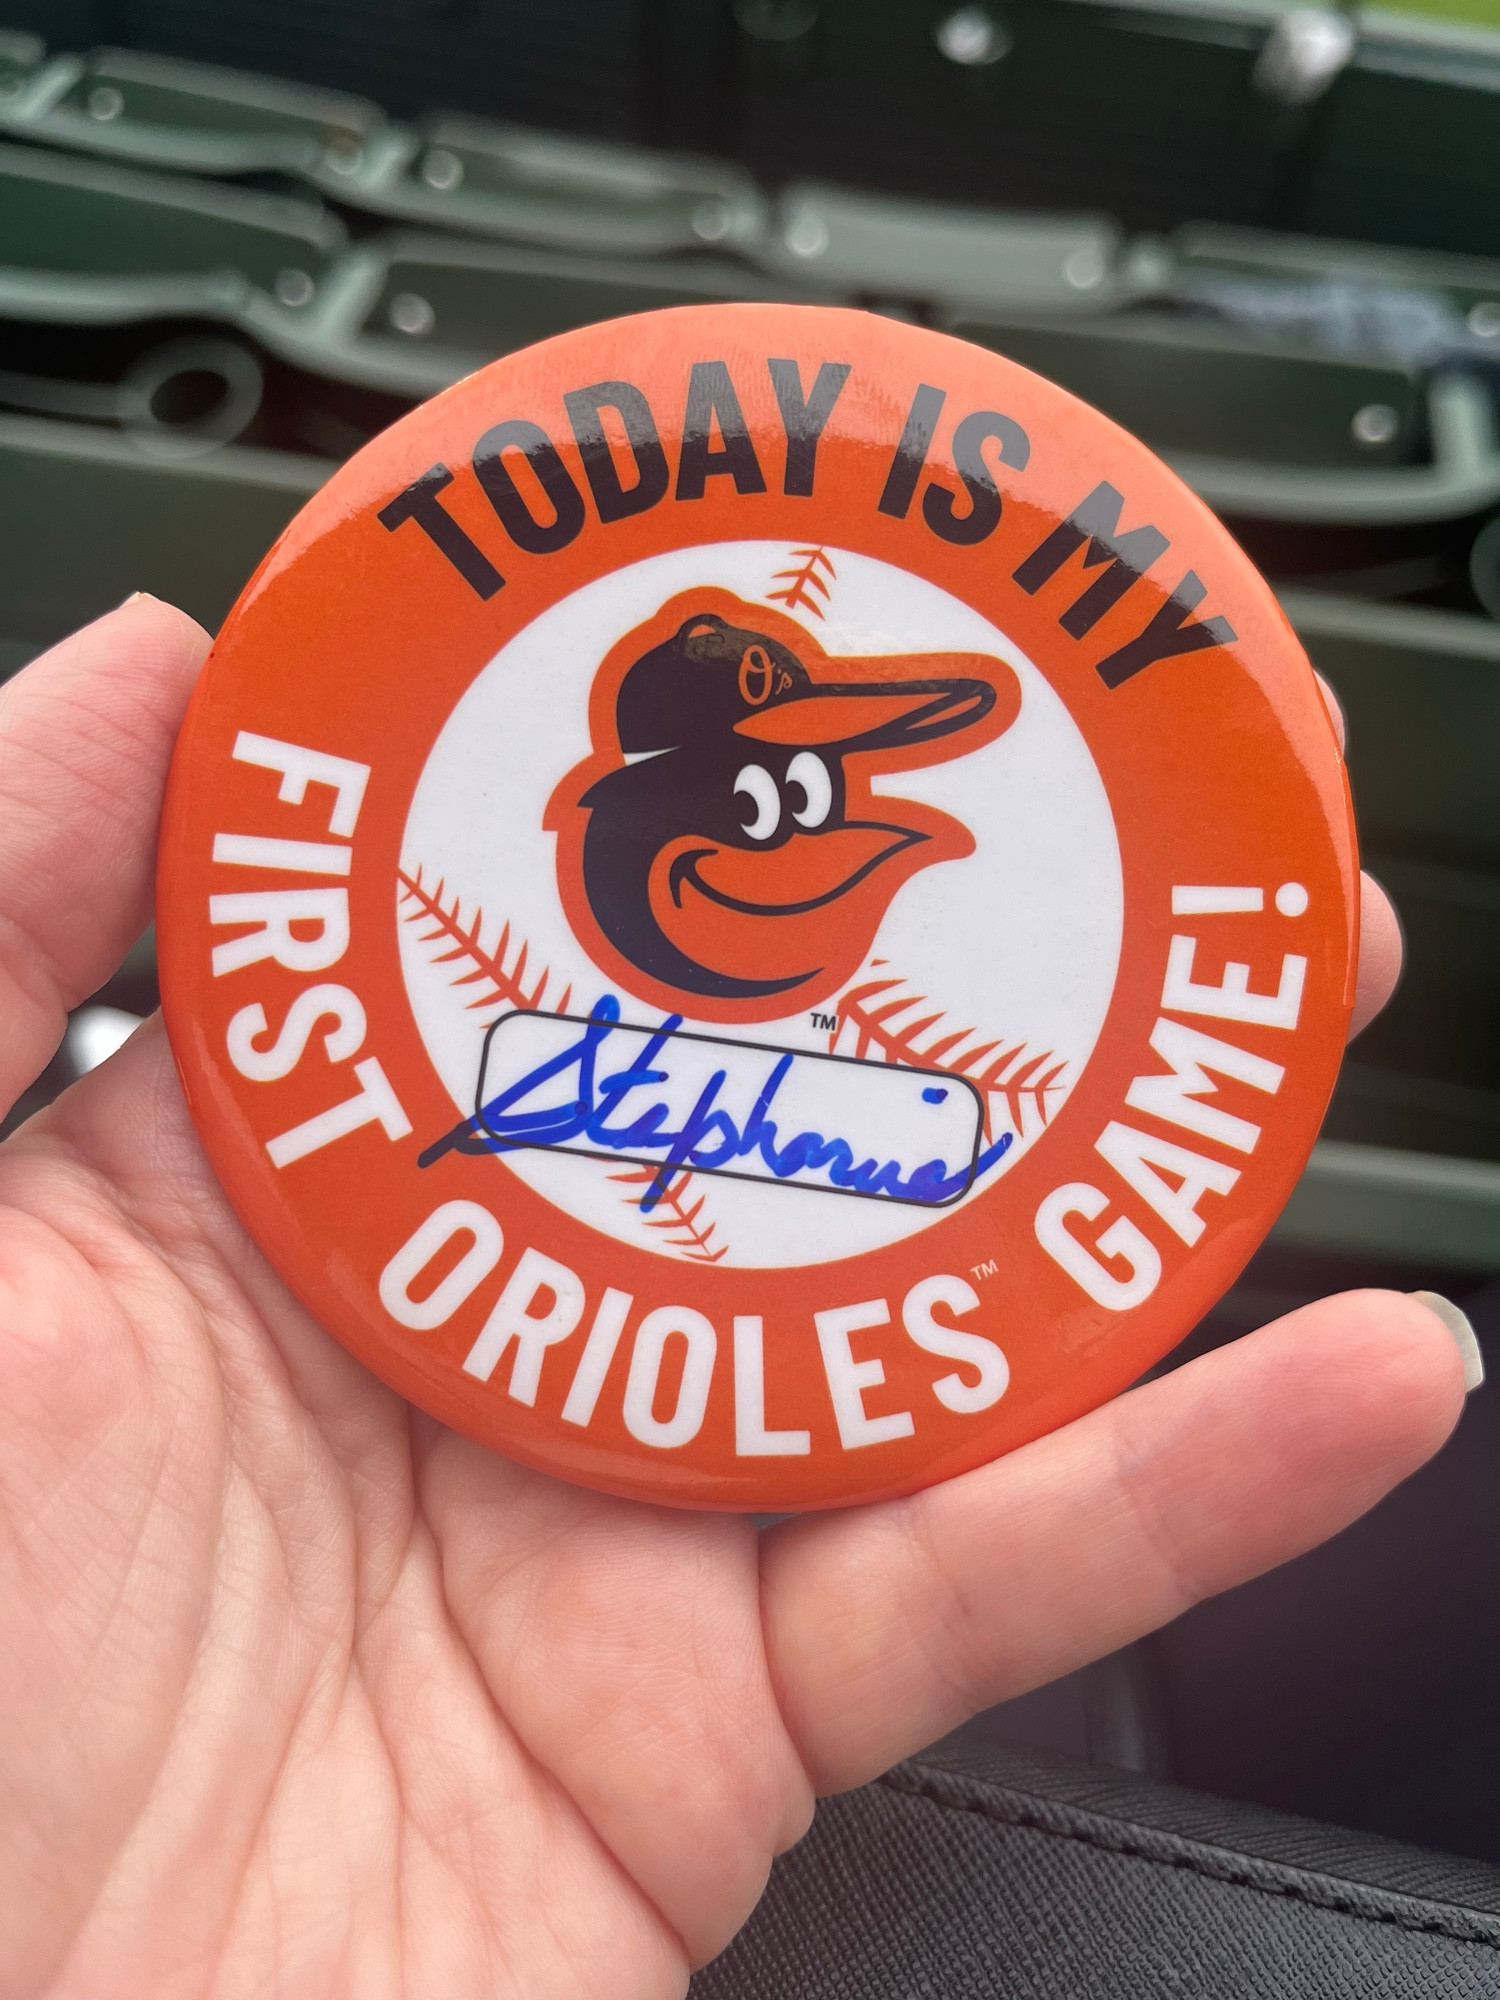 TODAY IS MY
FIRST ORIOLES™ GAME!
O's
TM
Stephanie